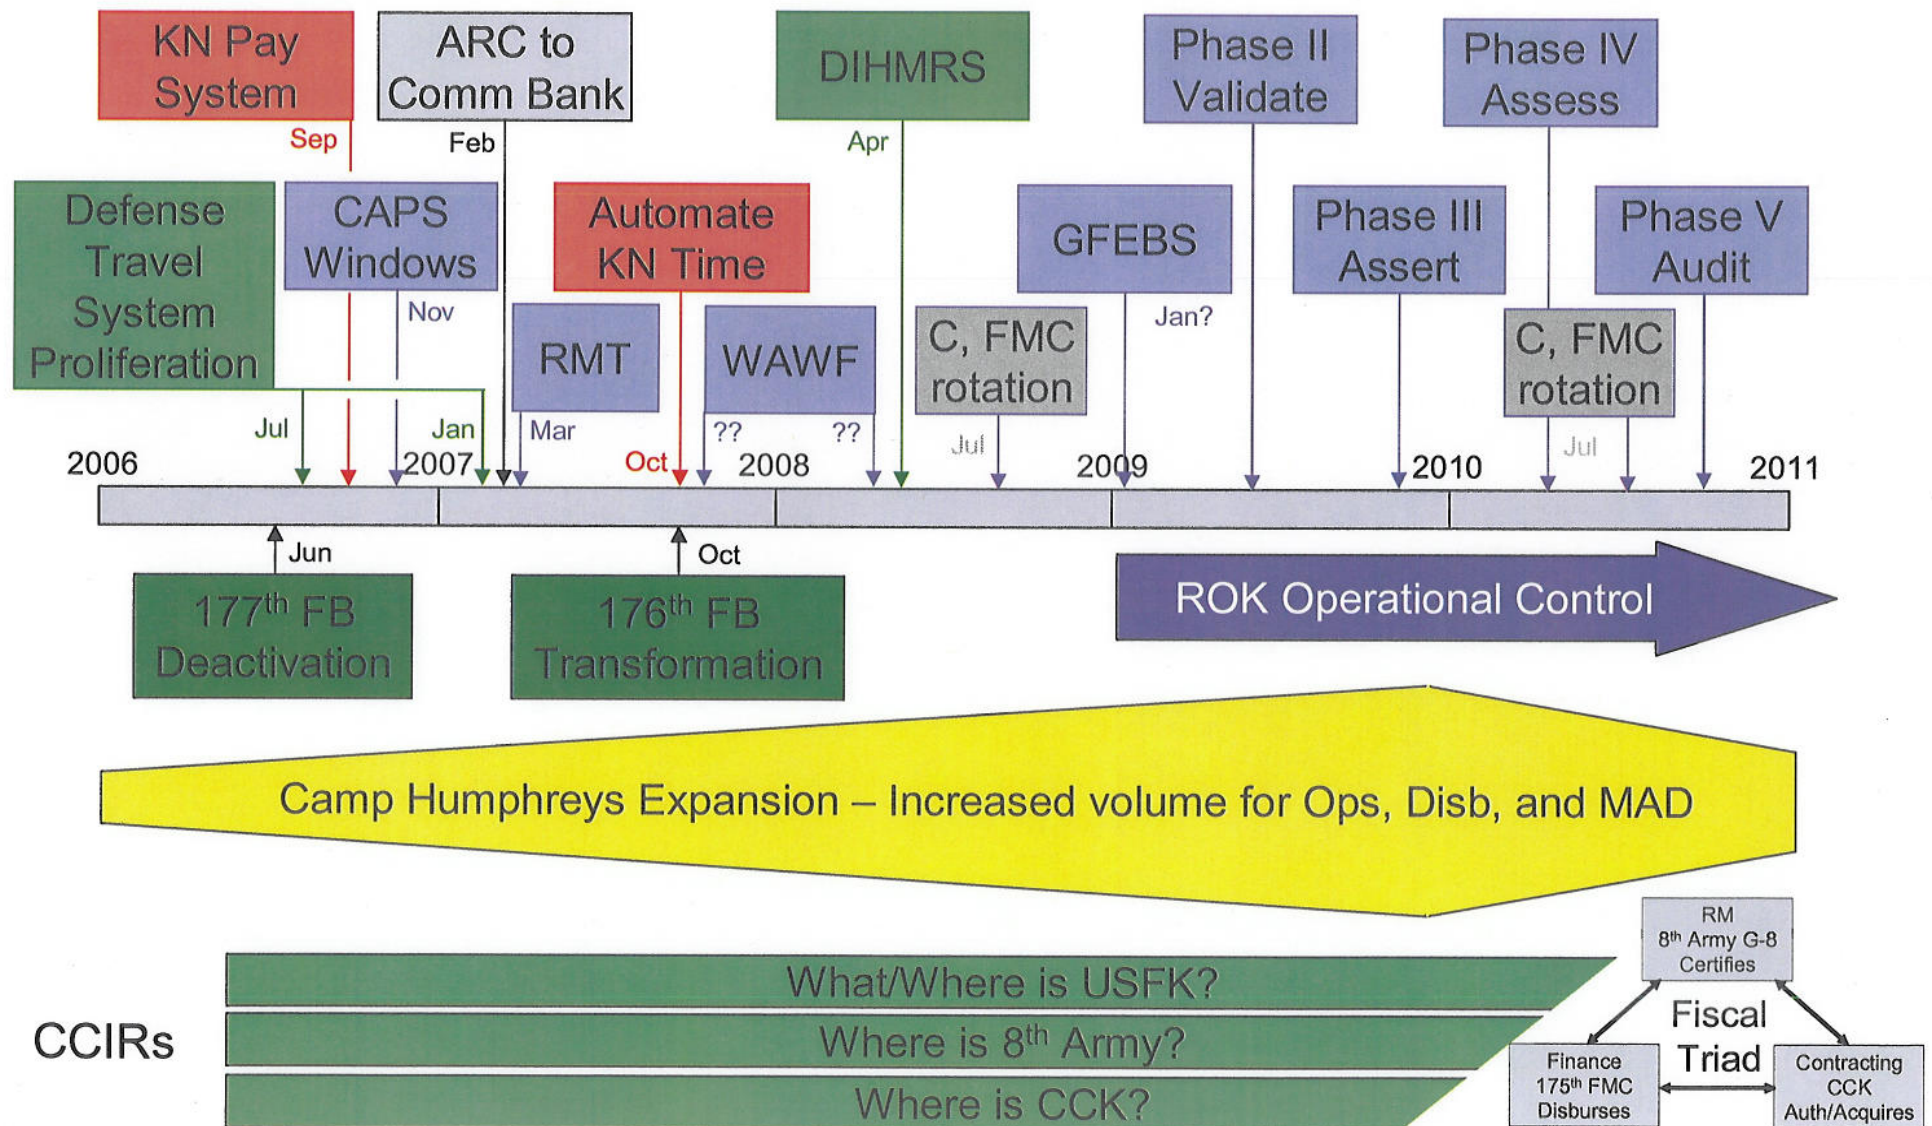 KN Pay
System
Sep
ARC to
Comm Bank
Feb
DIHMRS
Apr
Phase II
Validate
Phase IV
Assess
Defense
Travel
System
Proliferation
Jul
Jan
CAPS
Windows
Nov
RMT
Mar
Automate
KN Time
Oct
WAWF
??
??
C, FMC
rotation
Jul
GFEBS
Jan?
Phase III
Assert
C, FMC
rotation
Jul
Phase V
Audit
2006
2007
2008
2009
2010
2011
Jun
177th FB
Deactivation
Oct
176th FB
Transformation
ROK Operational Control
Camp Humphreys Expansion – Increased volume for Ops, Disb, and MAD
CCIRs
What/Where is USFK?
Where is 8th Army?
Where is CCK?
RM
8th Army G-8
Certifies
Fiscal
Triad
Finance
175th FMC
Disburses
Contracting
CCK
Auth/Acquires